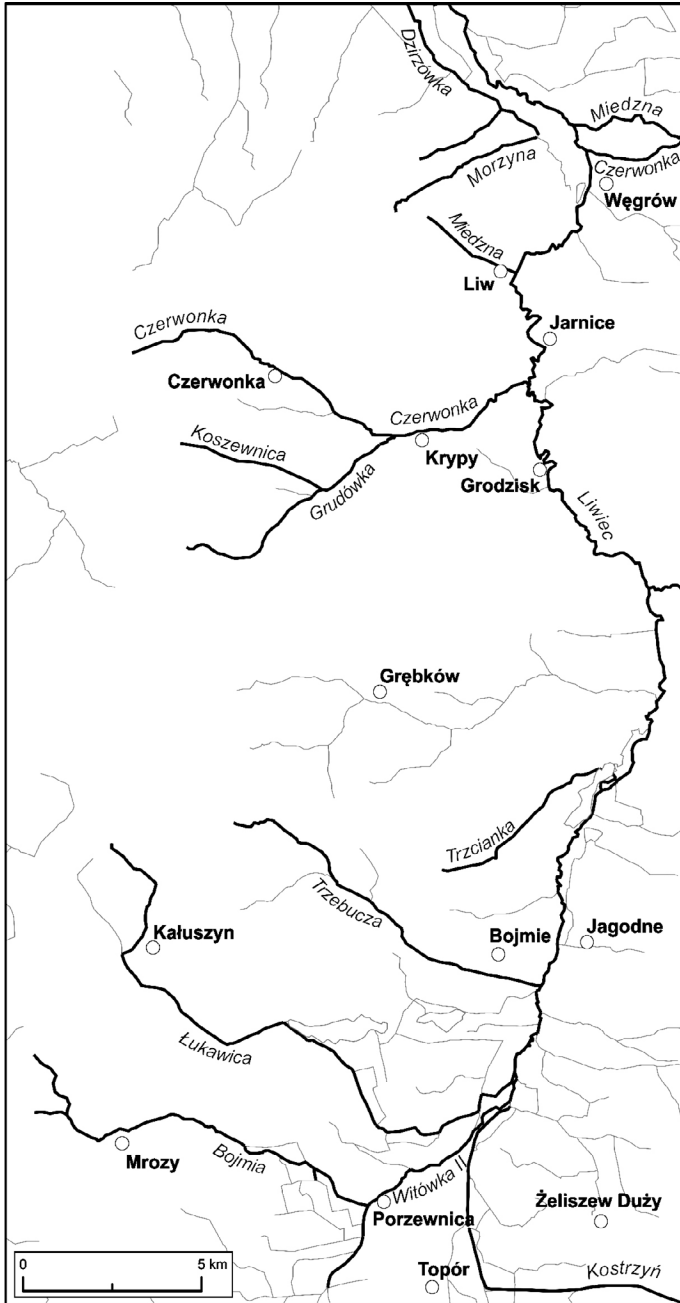 Dzirzówka
Miedzna
Morzyna
Czerwonka
Węgrów
Miedzna
Liw
Jarnice
Czerwonka
Czerwonka
Czerwonka
Koszewnica
Krypy
Grodzisk
Grudówka
Liwiec
Grębków
Trzcianka
Trzebucza
Kałuszyn
Bojmie
Jagodne
Łukawica
Mrozy
Bojmia
Witówka II
Porzewnica
Żeliszew Duży
Topór
Kostrzyń
0 5 km